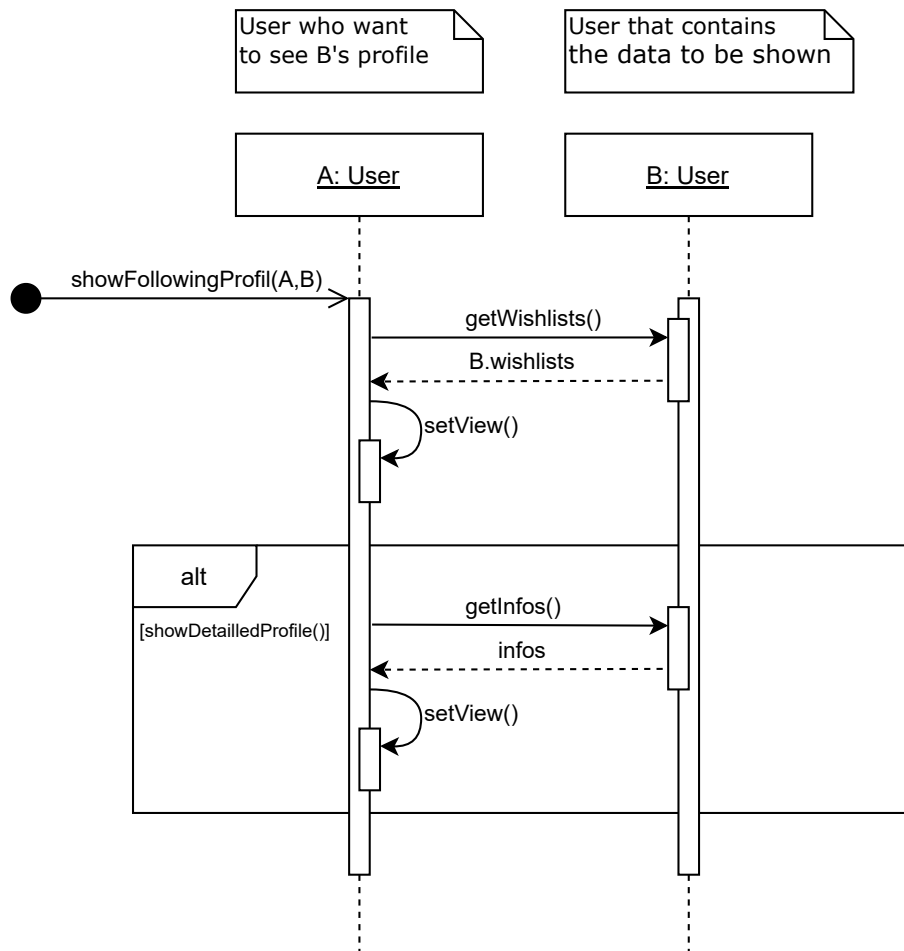 User who want
to see B's profile
User that contains
the data to be shown
A: User
B: User
showFollowingProfil(A,B)
getWishlists()
B.wishlists
setView()
alt
[showDetailledProfile()]
getInfos()
infos
setView()